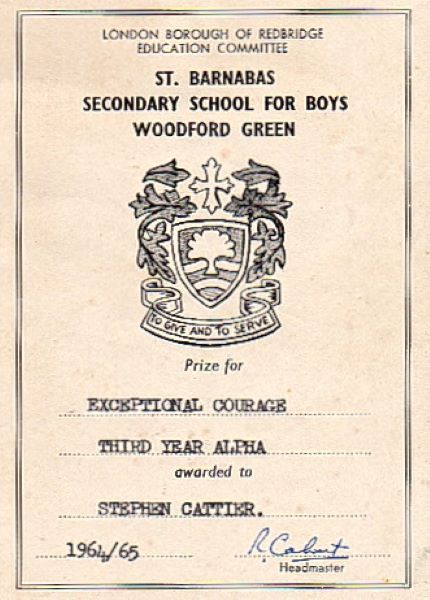 LONDON BOROUGH OF REDBRIDGE
EDUCATION COMMITTEE
ST. BARNABAS
SECONDARY SCHOOL FOR BOYS
WOODFORD GREEN
TO GIVE AND TO SERVE
Prize for
EXCEPTIONAL COURAGE
THIRD YEAR ALPHA
awarded to
STEPHEN CATTIER.
1964/65
Headmaster